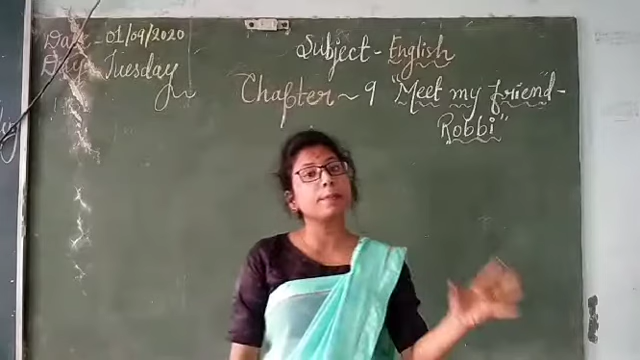 Date - 01/09/2020
Day - Tuesday
Subject - English
Chapter ~ 9 "Meet my friend-
Robbi"